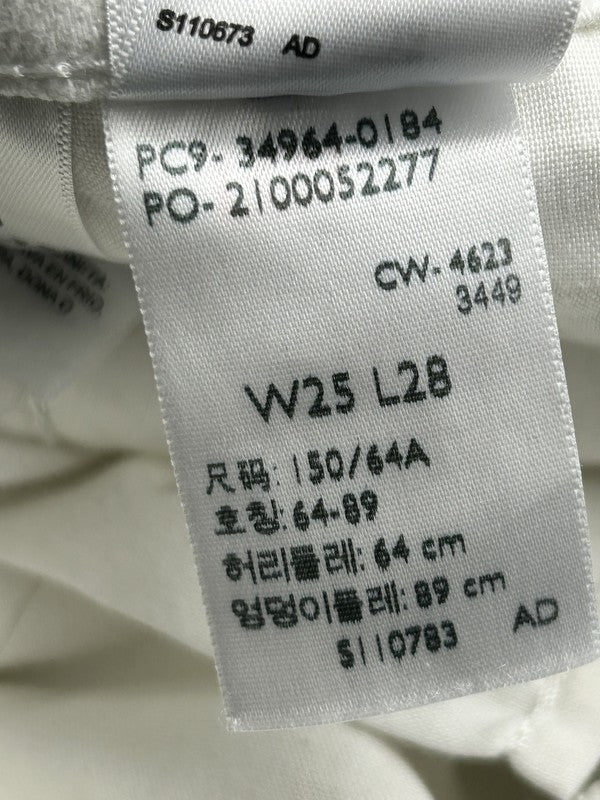 S110673 AD
PC9- 34964-0184
PO- 2100052277
CW- 4623
3449
W25 L28
尺码: 150/64A
호칭: 64-89
허리둘레: 64 cm
엉덩이둘레: 89 cm
S110783 AD